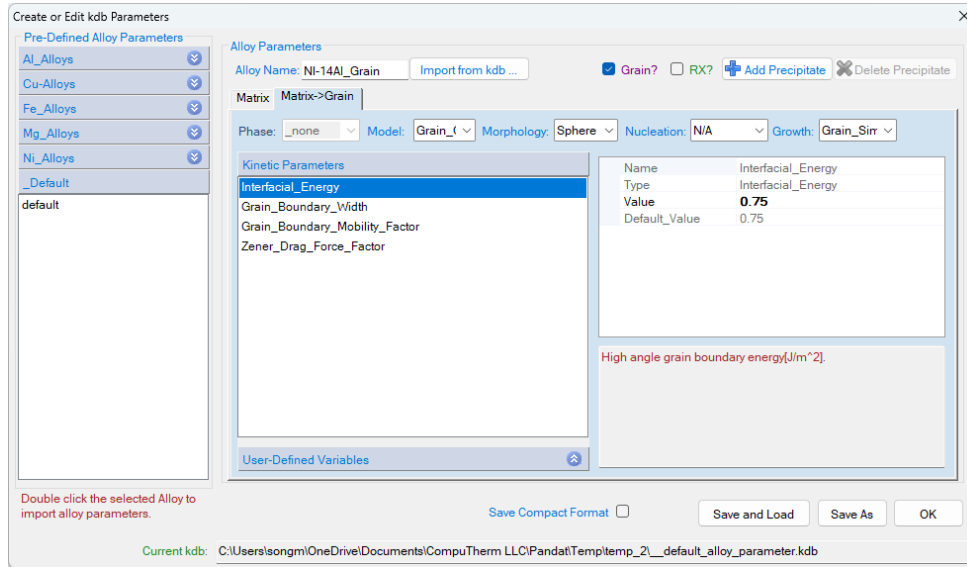 Create or Edit kdb Parameters
Pre-Defined Alloy Parameters
Al_Alloys
Cu-Alloys
Fe_Alloys
Mg_Alloys
Ni_Alloys
_Default
default
Double click the selected Alloy to
import alloy parameters.
Alloy Parameters
Alloy Name: NI-14Al_Grain Import from kdb ... Grain? RX? Add Precipitate Delete Precipitate
Matrix Matrix->Grain
Phase: _none Model: Grain_( Morphology: Sphere Nucleation: N/A Growth: Grain_Sim
Kinetic Parameters
Interfacial_Energy
Grain_Boundary_Width
Grain_Boundary_Mobility_Factor
Zener_Drag_Force_Factor
User-Defined Variables
Name Interfacial_Energy
Type Interfacial_Energy
Value 0.75
Default_Value 0.75
High angle grain boundary energy[J/m^2].
Save Compact Format Save and Load Save As OK
Current kdb: C:\Users\songm\OneDrive\Documents\CompuTherm LLC\Pandat\Temp\temp_2\__default_alloy_parameter.kdb